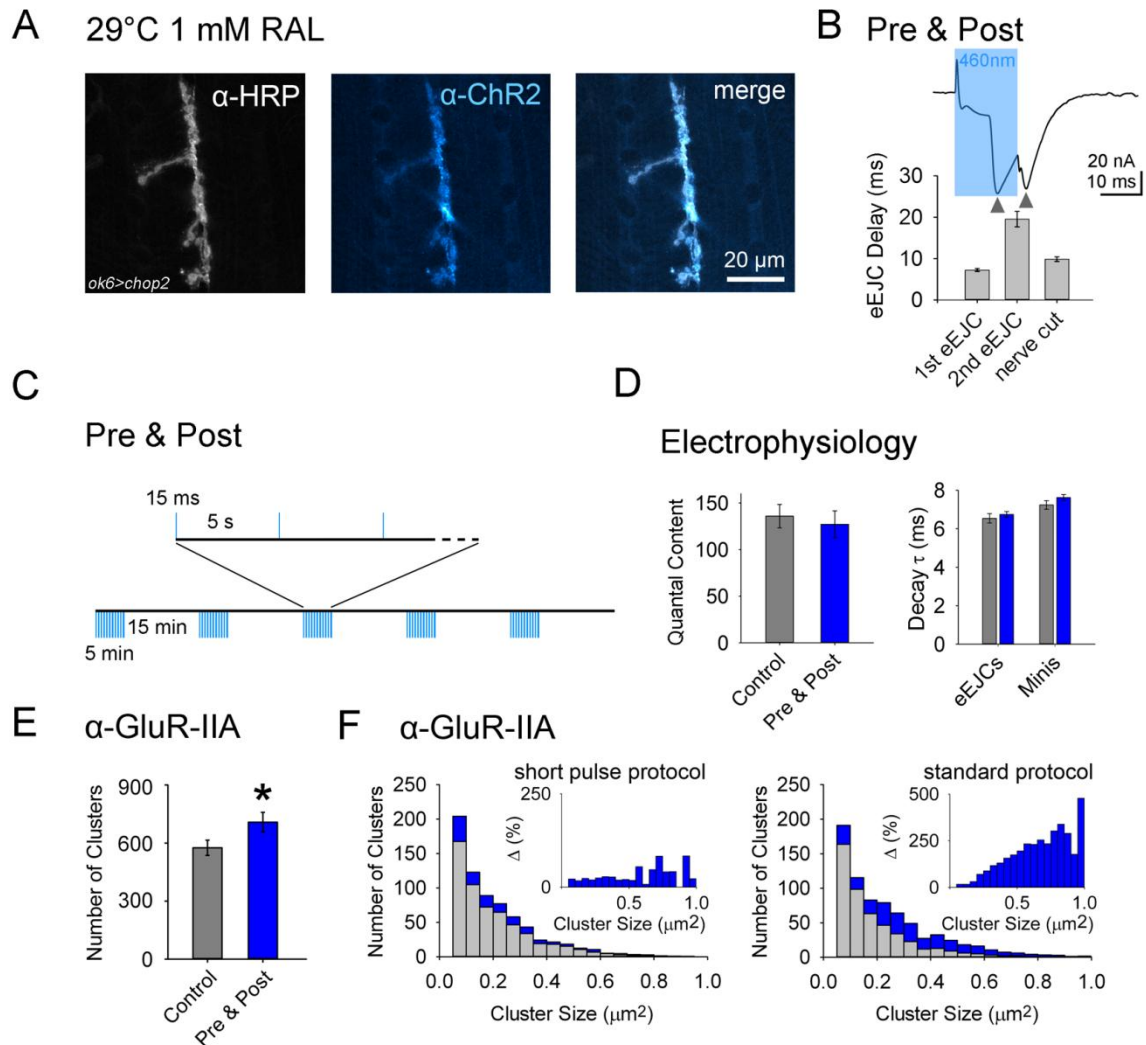 A
29°C 1 mM RAL
α-HRP
α-ChR2
merge
ok6>chop2
20 µm
B
Pre & Post
460nm
20 nA
10 ms
eEJC Delay (ms)
30
20
10
0
1st eEJC
2nd eEJC
nerve cut
C
Pre & Post
15 ms
5 s
15 min
5 min
D
Electrophysiology
Quantal Content
150
100
50
0
Control
Pre & Post
Decay τ (ms)
8
6
4
2
0
eEJCs
Minis
E
α-GluR-IIA
Number of Clusters
900
600
300
0
*
Control
Pre & Post
F
α-GluR-IIA
Number of Clusters
250
200
150
100
50
0
0.0 0.2 0.4 0.6 0.8 1.0
Cluster Size (µm2)
short pulse protocol
Δ (%)
250
0
0.5 1.0
Cluster Size (µm2)
Number of Clusters
250
200
150
100
50
0
0.0 0.2 0.4 0.6 0.8 1.0
Cluster Size (µm2)
standard protocol
Δ (%)
500
250
0
0.5 1.0
Cluster Size (µm2)